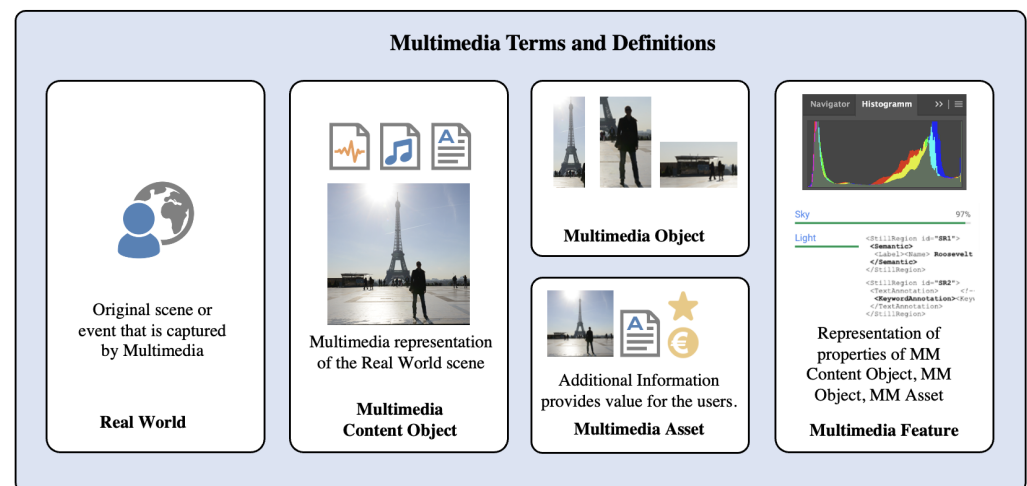 Multimedia Terms and Definitions
Original scene or
event that is captured
by Multimedia
Real World
A
Multimedia representation
of the Real World scene
Multimedia
Content Object
Multimedia Object
A
€
Additional Information
provides value for the users.
Multimedia Asset
Navigator Histogramm >> | ≡
Sky 97%
Light
<StillRegion id="SR1">
<Semantic>
<Label><Name> Roosevelt
</Semantic>
</StillRegion>
<StillRegion id="SR2">
<TextAnnotation> <!--
<KeywordAnnotation><Keyw
</TextAnnotation>
</StillRegion>
Representation of
properties of MM
Content Object, MM
Object, MM Asset
Multimedia Feature